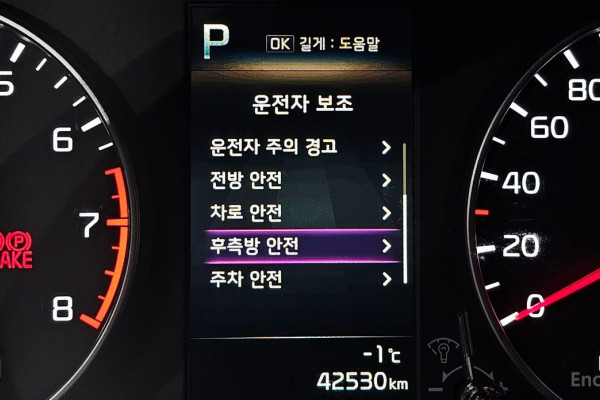 P
OK 길게 : 도움말
운전자 보조
운전자 주의 경고
전방 안전
차로 안전
후측방 안전
주차 안전
-1℃
42530km
5
6
7
8
(P)
AKE
80
60
40
20
0
Enc